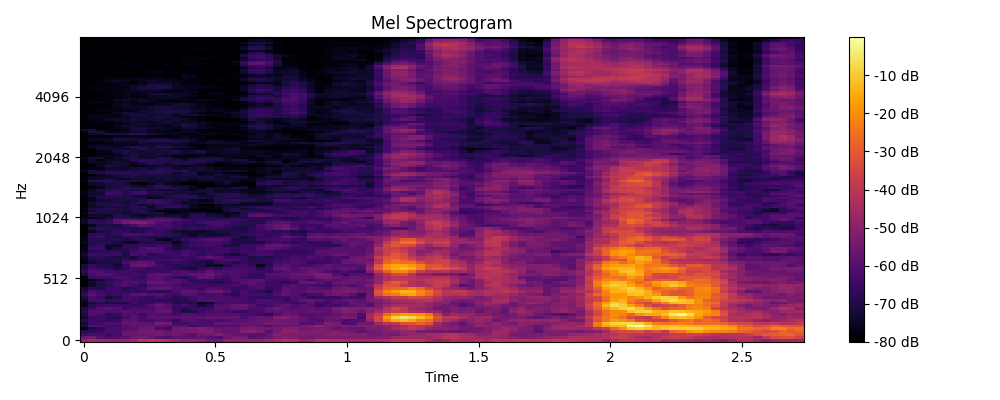 Mel Spectrogram
Hz
4096
2048
1024
512
0
0
0.5
1
1.5
2
2.5
Time
-10 dB
-20 dB
-30 dB
-40 dB
-50 dB
-60 dB
-70 dB
-80 dB